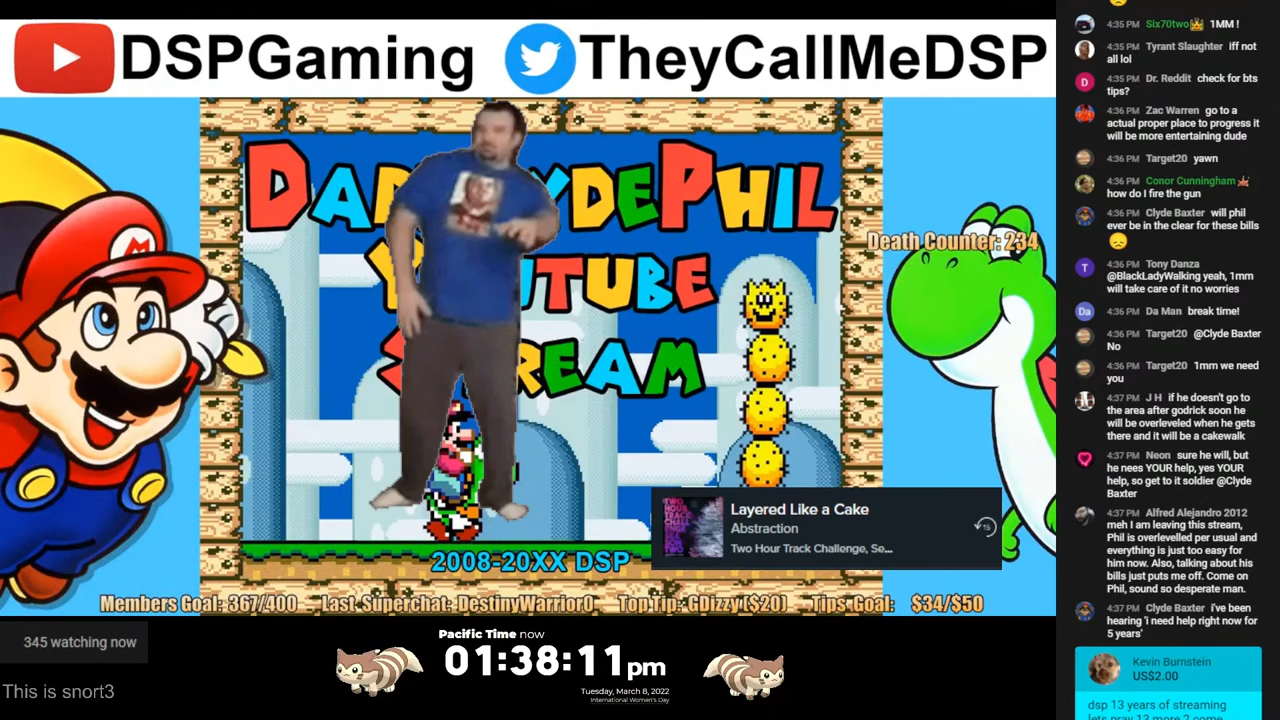 DSPGaming
TheyCallMeDSP
DEPHIL
TUBE
REAM
Death Counter: 234
Layered Like a Cake
Abstraction
Two Hour Track Challenge, Se...
15
2008-20XX DSP
Members Goal: 367/400
Last Superchat: DestinyWarrior0
Top Tip: GDizzy ($20)
Tips Goal: $34/$50
345 watching now
This is snort3
Pacific Time now
01:38:11pm
Tuesday, March 8, 2022
International Women's Day
4:35 PM Six70two 1MM !
4:35 PM Tyrant Slaughter iff not
all lol
D
4:35 PM Dr. Reddit check for bts
tips?
4:36 PM Zac Warren go to a
actual proper place to progress it
will be more entertaining dude
4:36 PM Target20 yawn
4:36 PM Conor Cunningham
how do I fire the gun
4:36 PM Clyde Baxter will phil
ever be in the clear for these bills
T
4:36 PM Tony Danza
@BlackLadyWalking yeah, 1mm
will take care of it no worries
Da
4:36 PM Da Man break time!
4:36 PM Target20 @Clyde Baxter
No
4:36 PM Target20 1mm we need
you
4:37 PM J H if he doesn't go to
the area after godrick soon he
will be overleveled when he gets
there and it will be a cakewalk
4:37 PM Neon sure he will, but
he nees YOUR help, yes YOUR
help, so get to it soldier @Clyde
Baxter
4:37 PM Alfred Alejandro 2012
meh I am leaving this stream,
Phil is overlevelled per usual and
everything is just too easy for
him now. Also, talking about his
bills just puts me off. Come on
Phil, sound so desperate man.
4:37 PM Clyde Baxter i've been
hearing 'i need help right now for
5 years'
Kevin Burnstein
US$2.00
dsp 13 years of streaming
lets pray 13 more 2 come